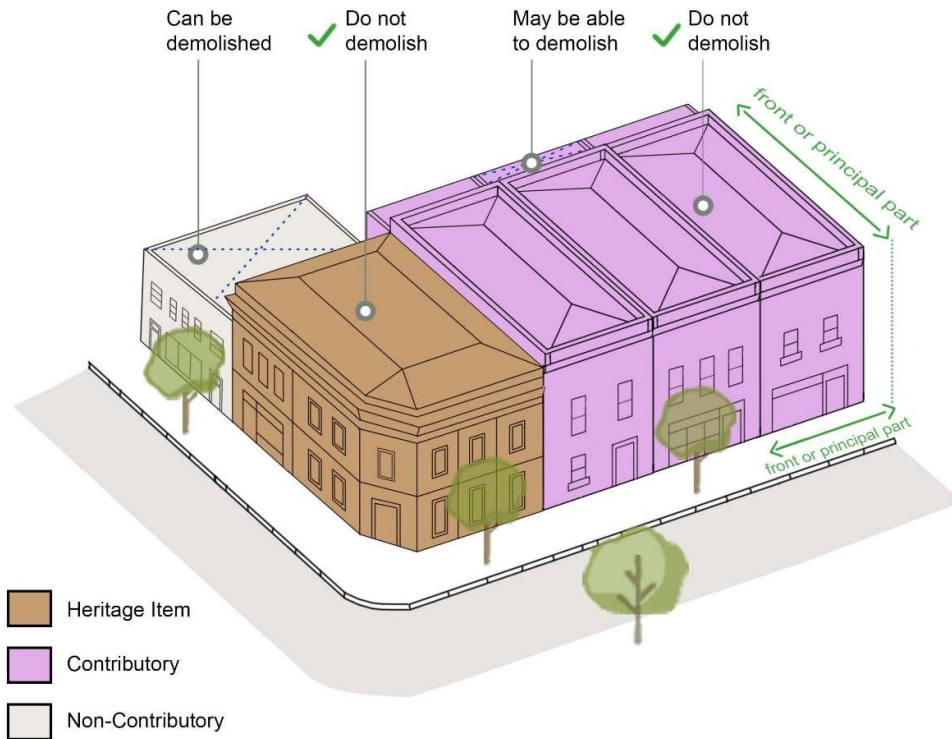 Can be
demolished
Do not
demolish
May be able
to demolish
Do not
demolish
front or principal part
front or principal part
Heritage Item
Contributory
Non-Contributory